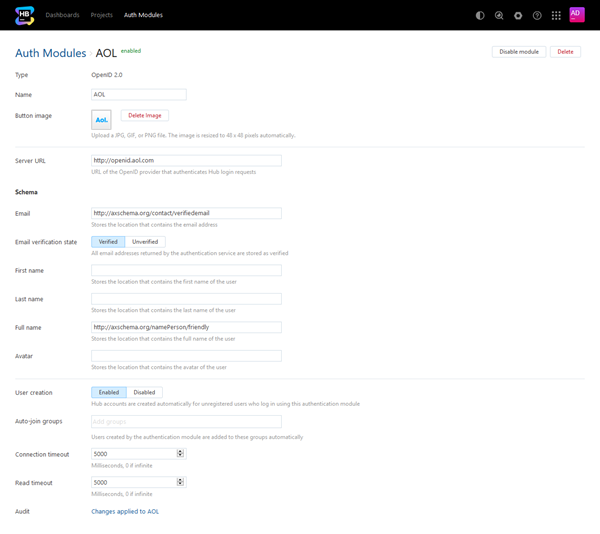 HB
Dashboards Projects Auth Modules
AD
Auth Modules AOL enabled
Disable module Delete
Type OpenID 2.0
Name AOL
Button image Aol. Delete Image
Upload a JPG, GIF, or PNG file. The image is resized to 48 x 48 pixels automatically.
Server URL http://openid.aol.com
URL of the OpenID provider that authenticates Hub login requests
Schema
Email http://axschema.org/contact/verifiedemail
Stores the location that contains the email address
Email verification state Verified Unverified
All email addresses returned by the authentication service are stored as verified
First name
Stores the location that contains the first name of the user
Last name
Stores the location that contains the last name of the user
Full name http://axschema.org/namePerson/friendly
Stores the location that contains the full name of the user
Avatar
Stores the location that contains the avatar of the user
User creation Enabled Disabled
Hub accounts are created automatically for unregistered users who log in using this authentication module
Auto-join groups Add groups
Users created by the authentication module are added to these groups automatically
Connection timeout 5000
Milliseconds, 0 if infinite
Read timeout 5000
Milliseconds, 0 if infinite
Audit Changes applied to AOL